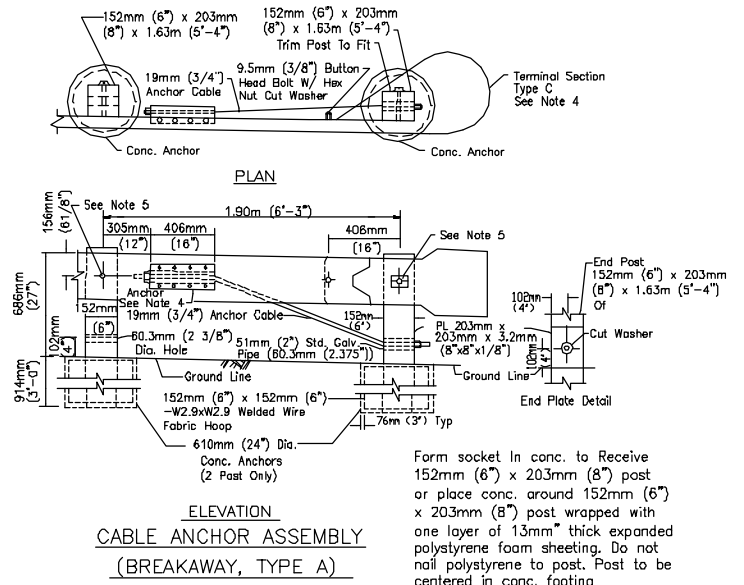 152mm (6") x 203mm
(8") x 1.63m (5'-4")
152mm (6") x 203mm
(8") x 1.63m (5'-4")
Trim Post To Fit
19mm (3/4")
Anchor Cable
9.5mm (3/8") Button
Head Bolt W/ Hex
Nut Cut Washer
Terminal Section
Type C
See Note 4
Conc. Anchor
Conc. Anchor
PLAN
156mm
(6 1/8")
See Note 5
1.90m (6'-3")
305mm
(12")
406mm
(16")
406mm
(16")
See Note 5
686mm
(27")
Anchor
See Note 4
19mm (3/4") Anchor Cable
152mm
(6")
152mm
(6")
102mm
4"
60.3mm (2 3/8")
Dia. Hole
51mm (2") Std. Galv.
Pipe (60.3mm (2.375"))
PL 203mm x
203mm x 3.2mm
(8"x8"x1/8")
End Post
152mm (6") x 203mm
(8") x 1.63m (5'-4")
Of
102mm
(4")
Cut Washer
102mm
4"
End Plate Detail
914mm
(3'-0")
Ground Line
Ground Line
152mm (6") x 152mm (6")
-W2.9xW2.9 Welded Wire
Fabric Hoop
76mm (3") Typ
610mm (24") Dia.
Conc. Anchors
(2 Post Only)
ELEVATION
CABLE ANCHOR ASSEMBLY
(BREAKAWAY, TYPE A)
Form socket In conc. to Receive
152mm (6") x 203mm (8") post
or place conc. around 152mm (6")
x 203mm (8") post wrapped with
one layer of 13mm" thick expanded
polystyrene foam sheeting. Do not
nail polystyrene to post. Post to be
centered in conc. footing